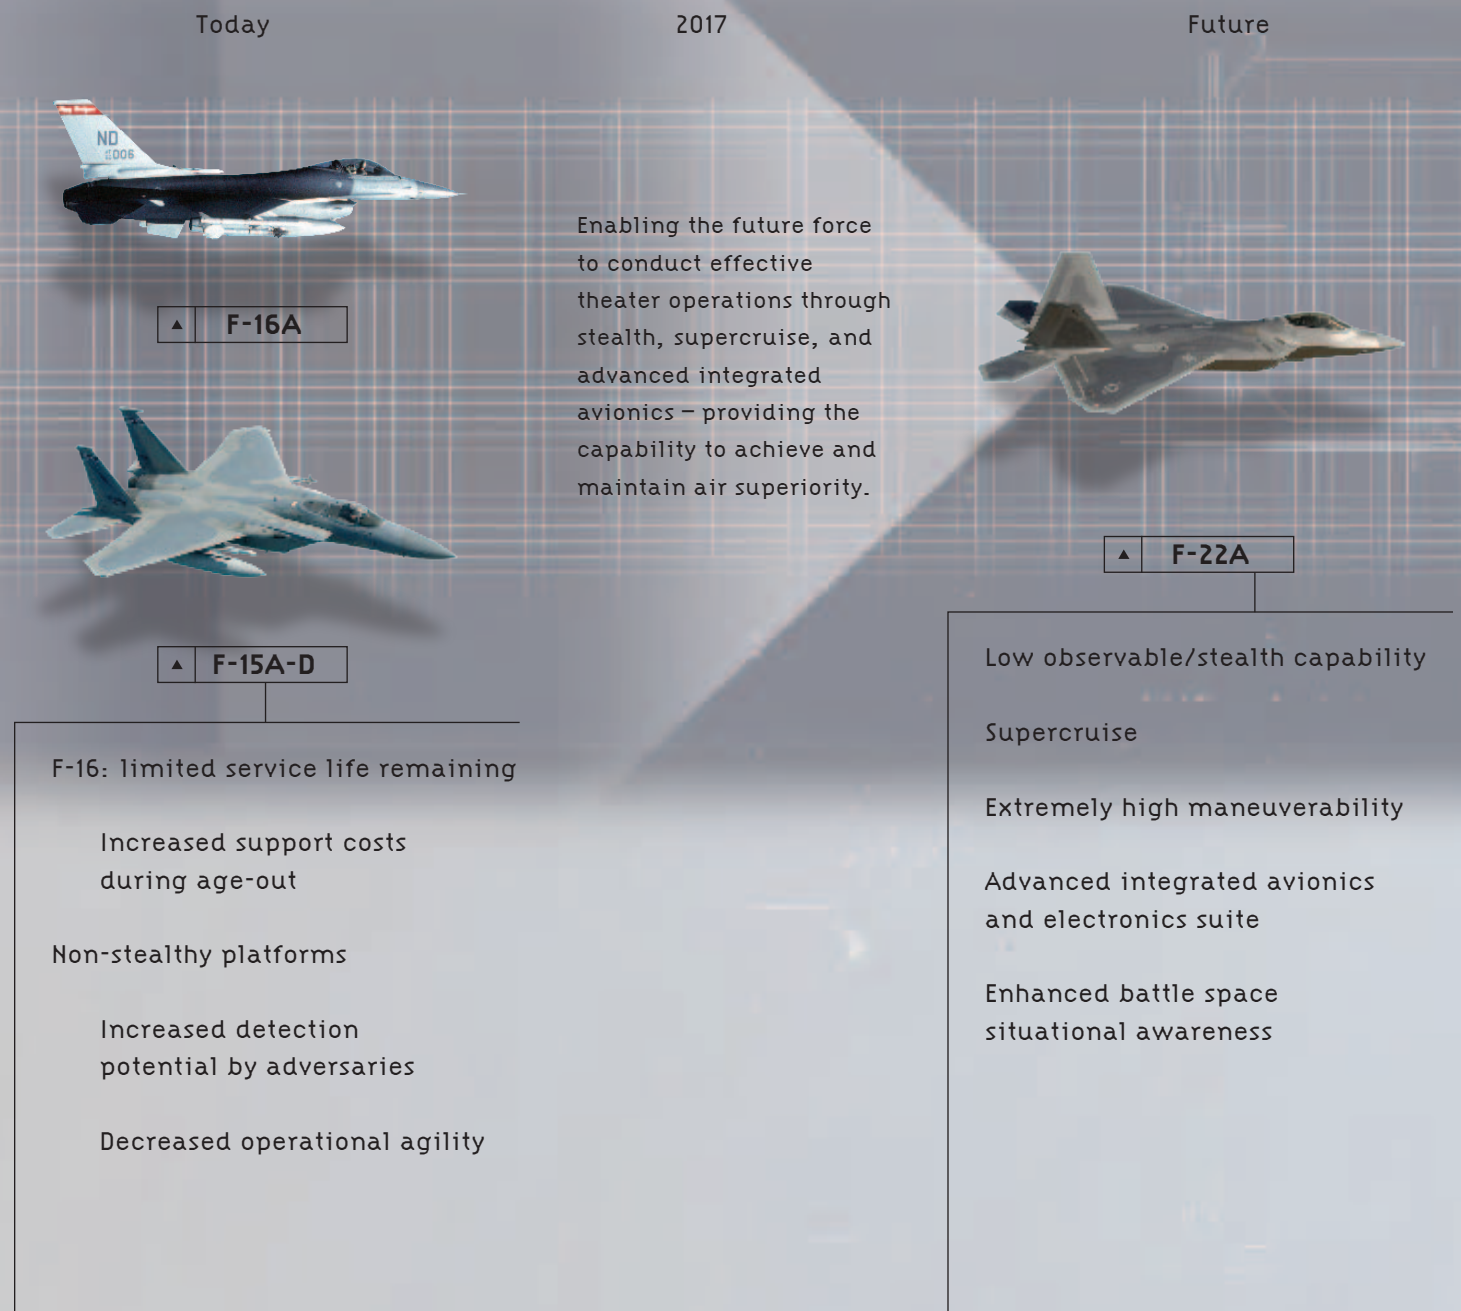 Today
2017
Future
ND
006
F-16A
F-15A-D
F-16: limited service life remaining
Increased support costs
during age-out
Non-stealthy platforms
Increased detection
potential by adversaries
Decreased operational agility
Enabling the future force
to conduct effective
theater operations through
stealth, supercruise, and
advanced integrated
avionics – providing the
capability to achieve and
maintain air superiority.
F-22A
Low observable/stealth capability
Supercruise
Extremely high maneuverability
Advanced integrated avionics
and electronics suite
Enhanced battle space
situational awareness